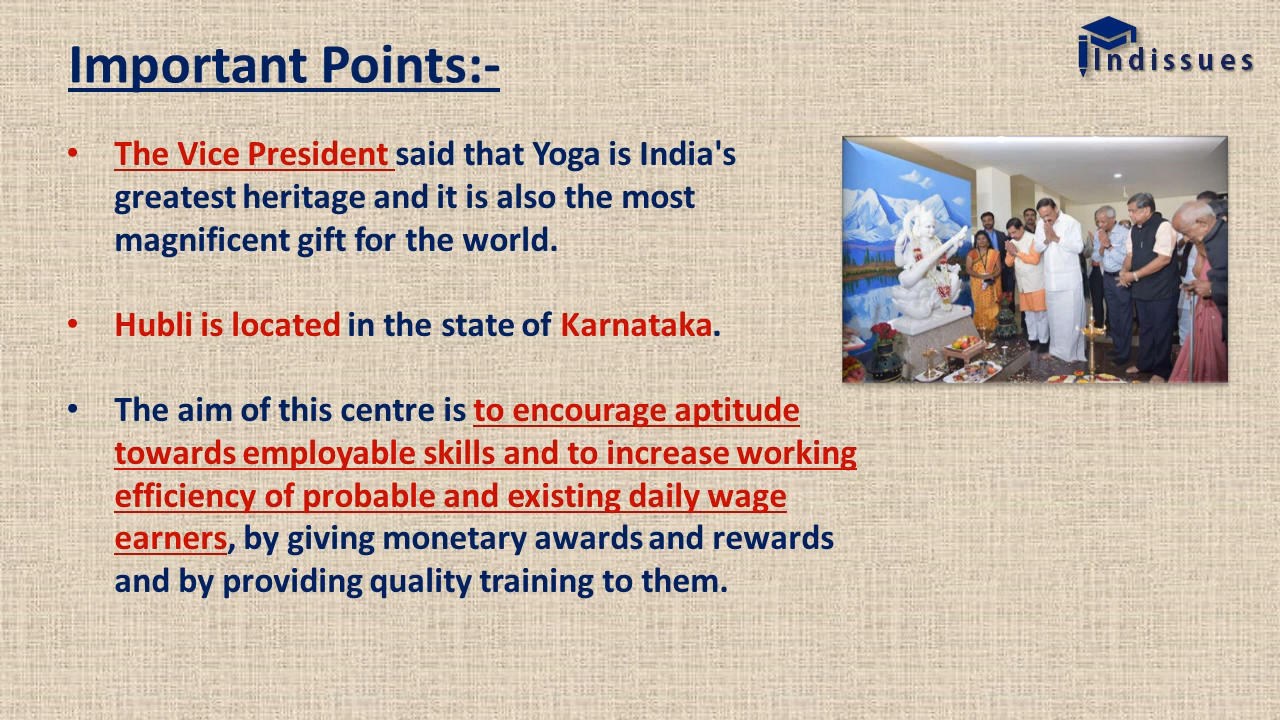 Important Points:-
Indissues
• The Vice President said that Yoga is India's
greatest heritage and it is also the most
magnificent gift for the world.
• Hubli is located in the state of Karnataka.
• The aim of this centre is to encourage aptitude
towards employable skills and to increase working
efficiency of probable and existing daily wage
earners, by giving monetary awards and rewards
and by providing quality training to them.